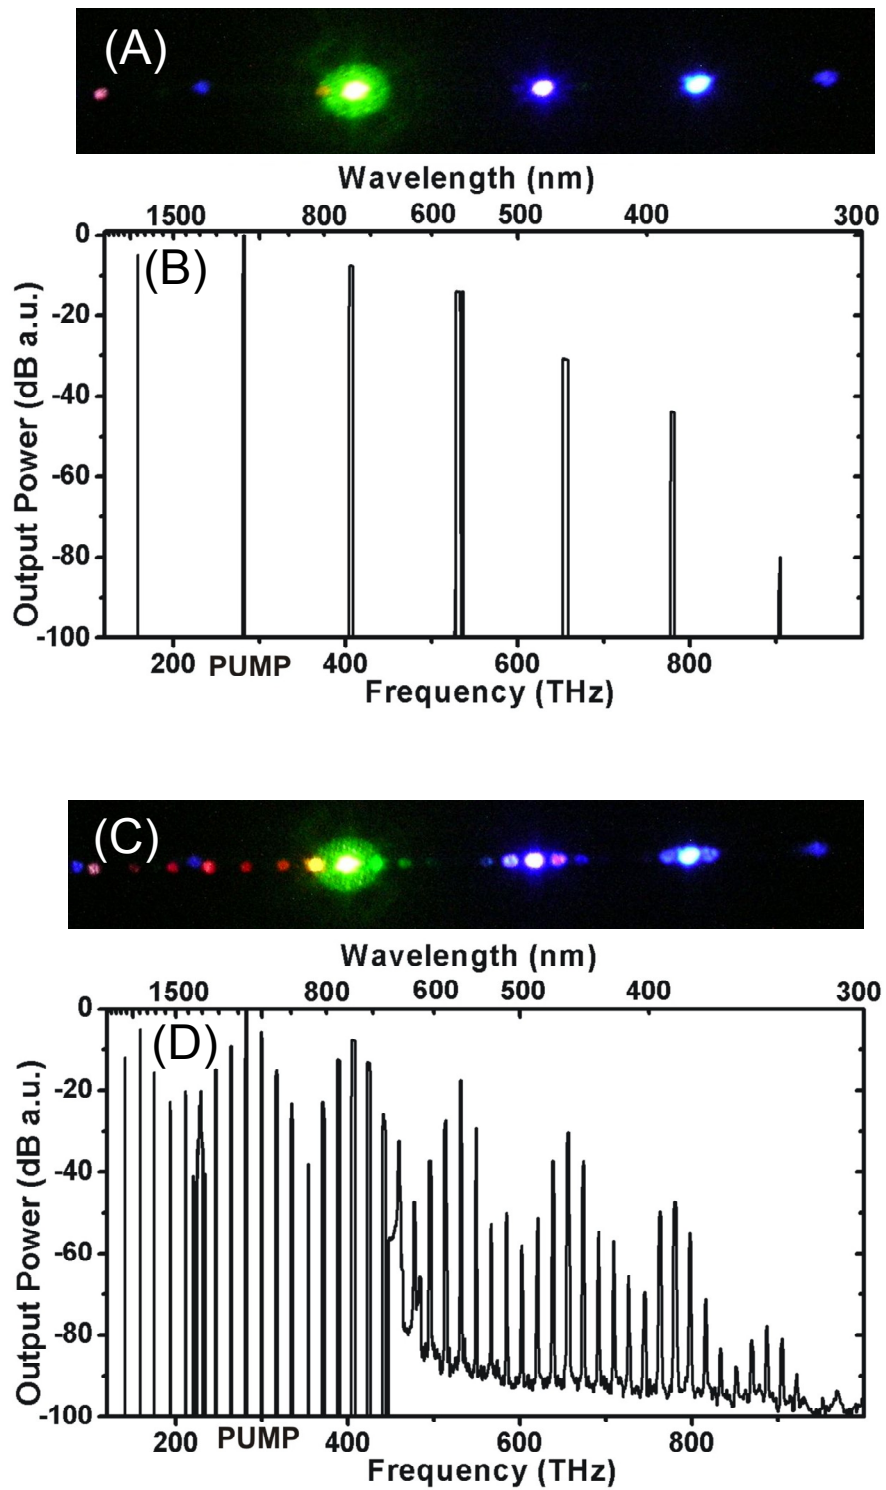 (A)
Wavelength (nm)
1500 800 600 500 400 300
0
(B)
-20
-40
-60
-80
-100
Output Power (dB a.u.)
200 PUMP 400 600 800
Frequency (THz)
(C)
Wavelength (nm)
1500 800 600 500 400 300
0
(D)
-20
-40
-60
-80
-100
Output Power (dB a.u.)
200 PUMP 400 600 800
Frequency (THz)